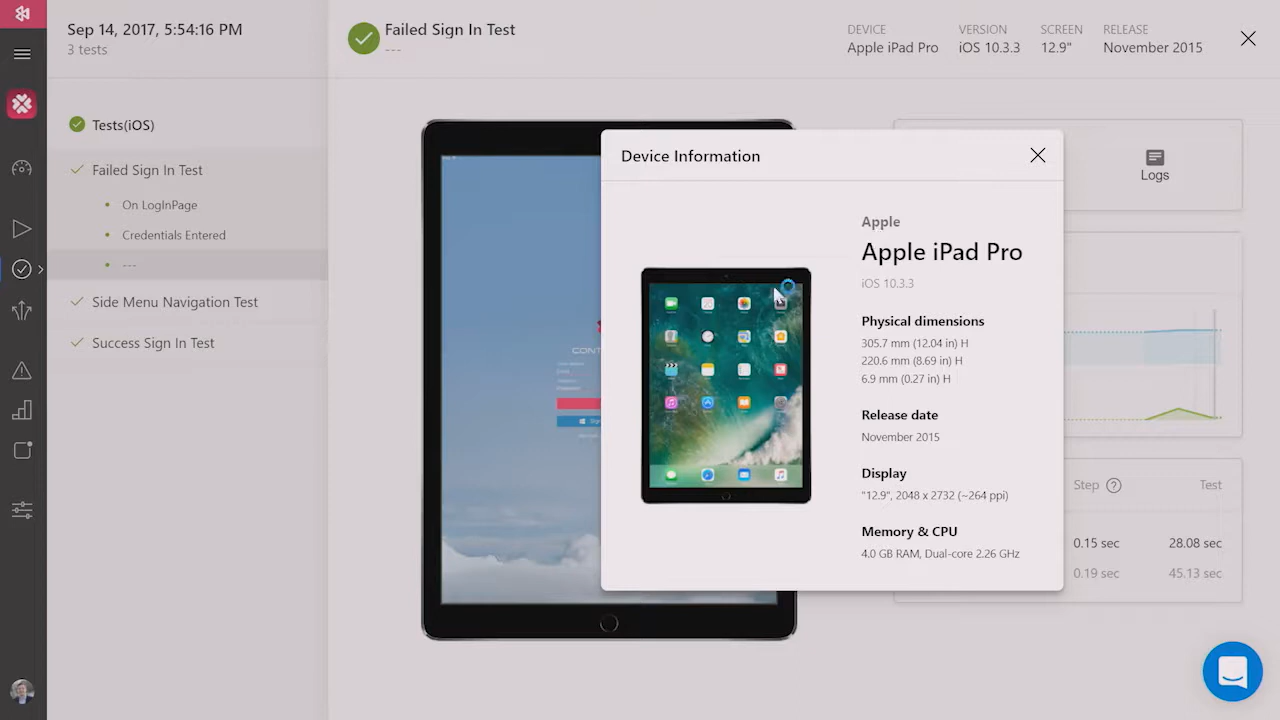 Sep 14, 2017, 5:54:16 PM
3 tests
Tests(iOS)
Failed Sign In Test
On LogInPage
Credentials Entered
---
Side Menu Navigation Test
Success Sign In Test
Failed Sign In Test
---
DEVICE
Apple iPad Pro
VERSION
iOS 10.3.3
SCREEN
12.9"
RELEASE
November 2015
CONT
Device Information
Apple
Apple iPad Pro
iOS 10.3.3
Physical dimensions
305.7 mm (12.04 in) H
220.6 mm (8.69 in) H
6.9 mm (0.27 in) H
Release date
November 2015
Display
"12.9", 2048 x 2732 (~264 ppi)
Memory & CPU
4.0 GB RAM, Dual-core 2.26 GHz
Logs
Step ? Test
0.15 sec 28.08 sec
0.19 sec 45.13 sec